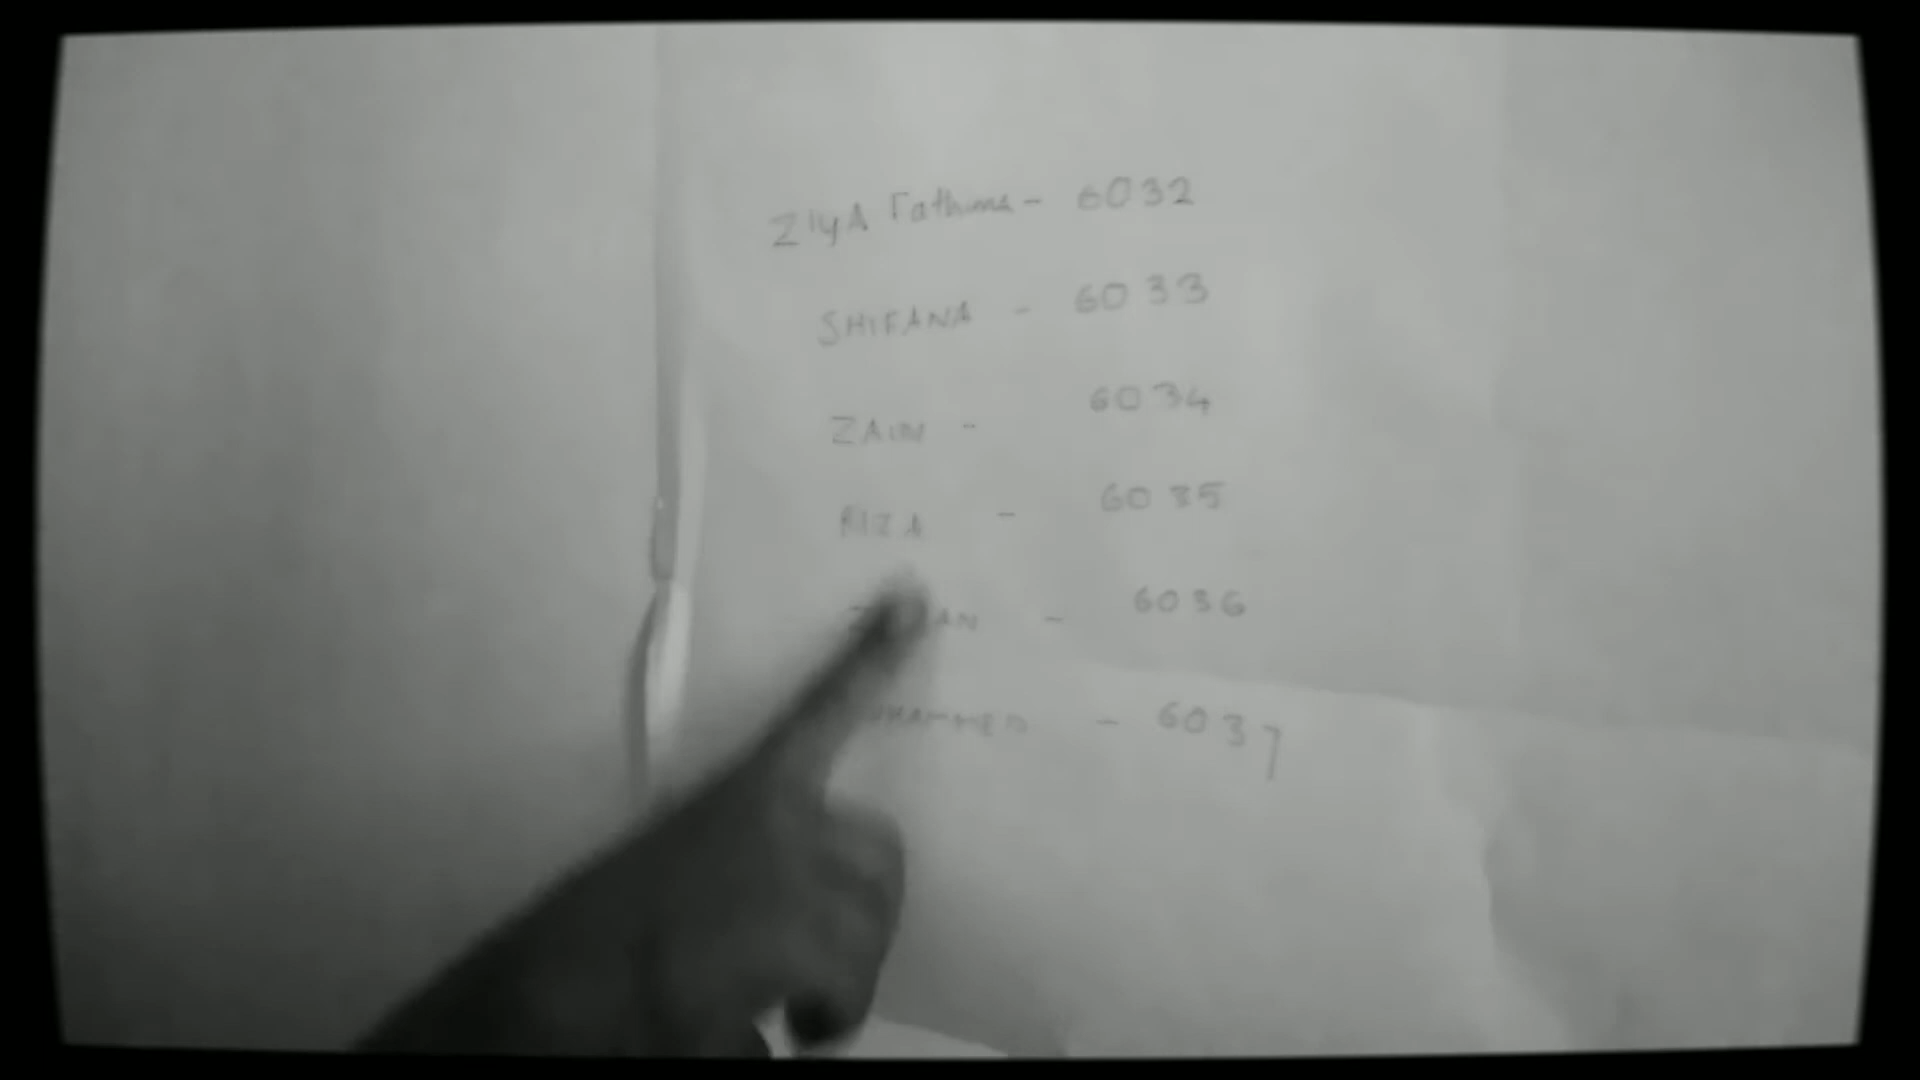 ZIYA Fathima - 6032
SHIFANA - 6033
ZAIN - 6034
RIZA - 6035
- 6036
- 6037